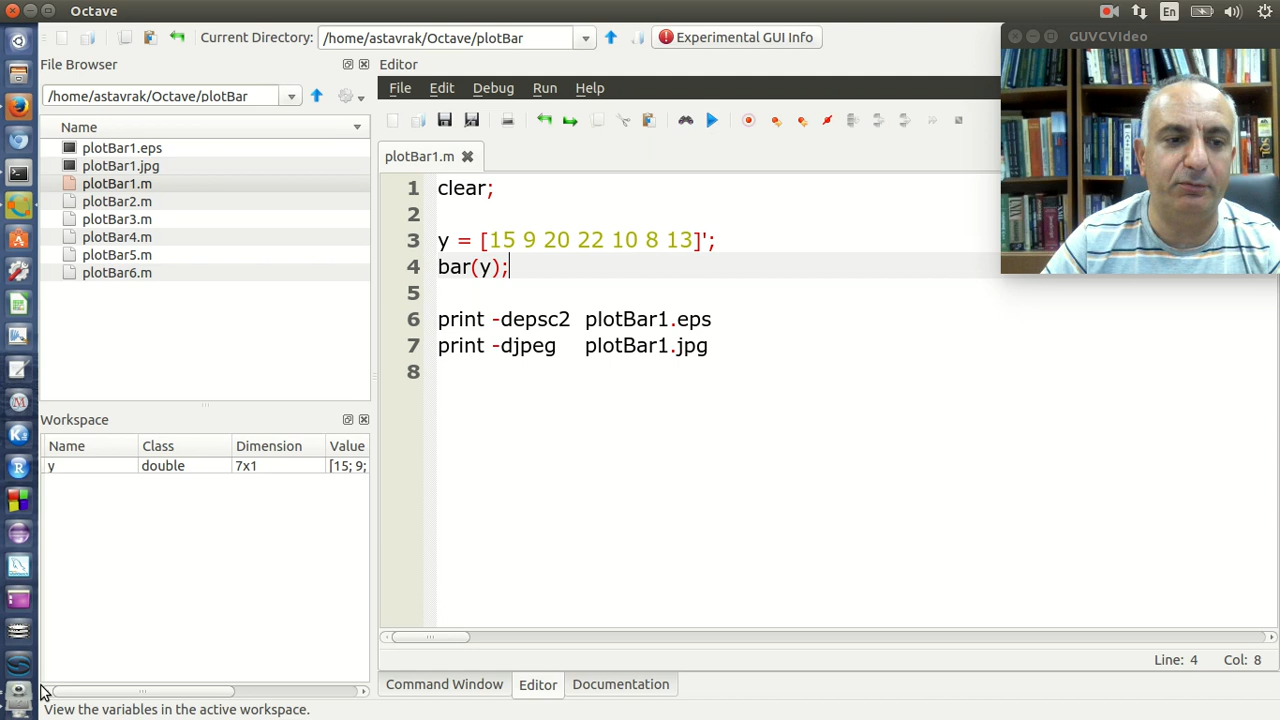 Octave
En
Current Directory: /home/astavrak/Octave/plotBar
Experimental GUI Info
GUVCVIdeo
File Browser
/home/astavrak/Octave/plotBar
Name
plotBar1.eps
plotBar1.jpg
plotBar1.m
plotBar2.m
plotBar3.m
plotBar4.m
plotBar5.m
plotBar6.m
Workspace
Name Class Dimension Value
y double 7x1 [15; 9;
Editor
File Edit Debug Run Help
plotBar1.m
1 clear;
2
3 y = [15 9 20 22 10 8 13]';
4 bar(y);
5
6 print -depsc2 plotBar1.eps
7 print -djpeg plotBar1.jpg
8
Line: 4 Col: 8
Command Window Editor Documentation
View the variables in the active workspace.